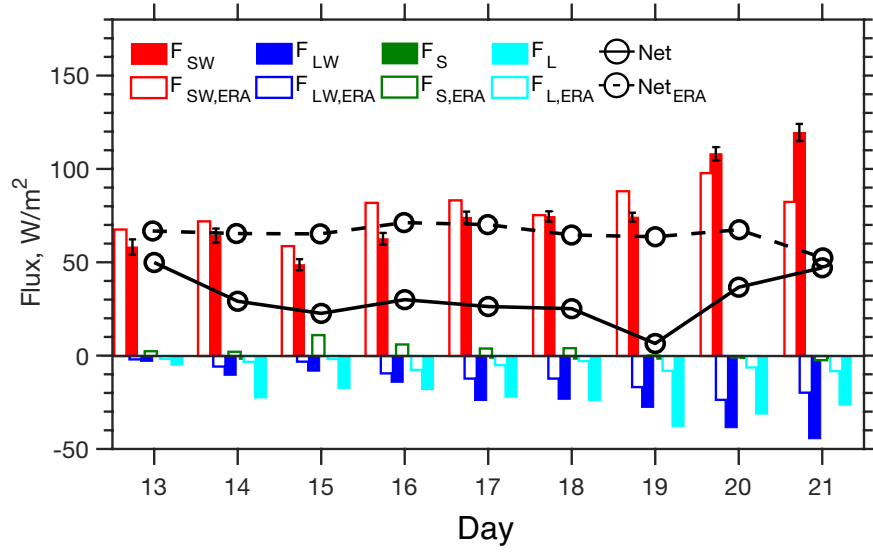 F_SW F_LW F_S F_L Net
F_SW,ERA F_LW,ERA F_S,ERA F_L,ERA Net_ERA
Flux, W/m²
150
100
50
0
-50
13 14 15 16 17 18 19 20 21
Day